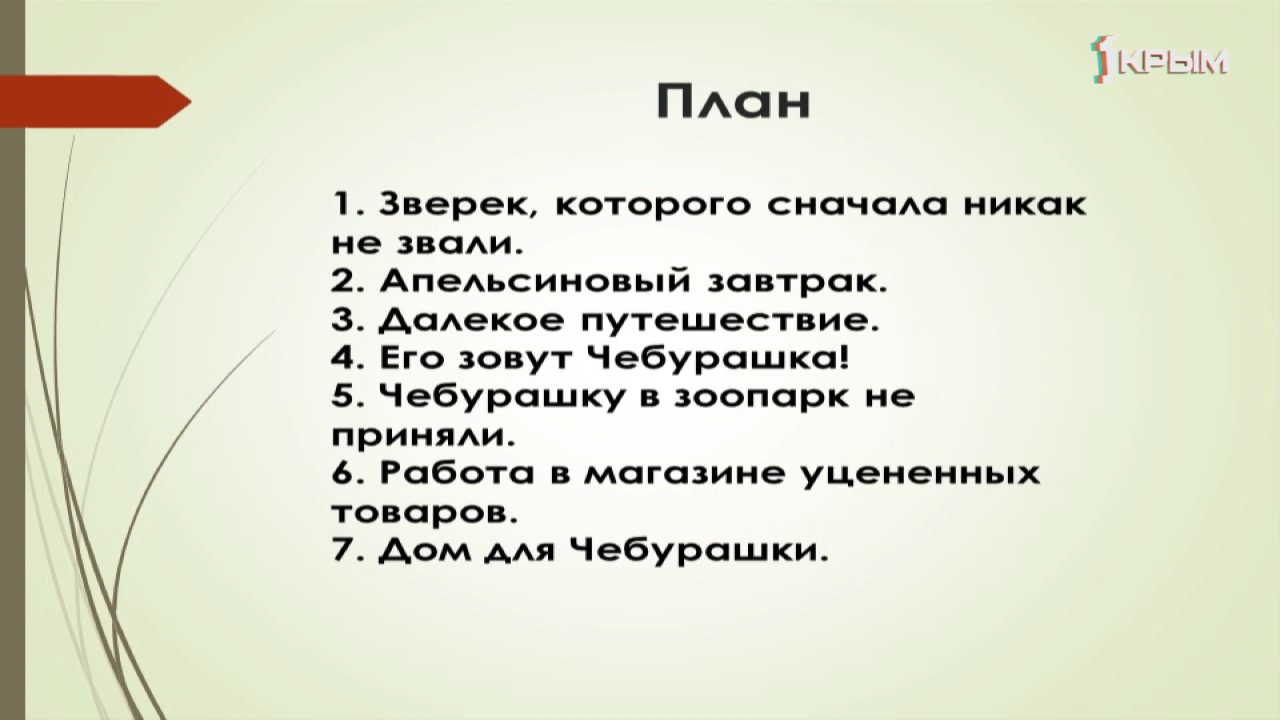 1КРЫМ
План
1. Зверек, которого сначала никак
не звали.
2. Апельсиновый завтрак.
3. Далекое путешествие.
4. Его зовут Чебурашка!
5. Чебурашку в зоопарк не
приняли.
6. Работа в магазине уцененных
товаров.
7. Дом для Чебурашки.